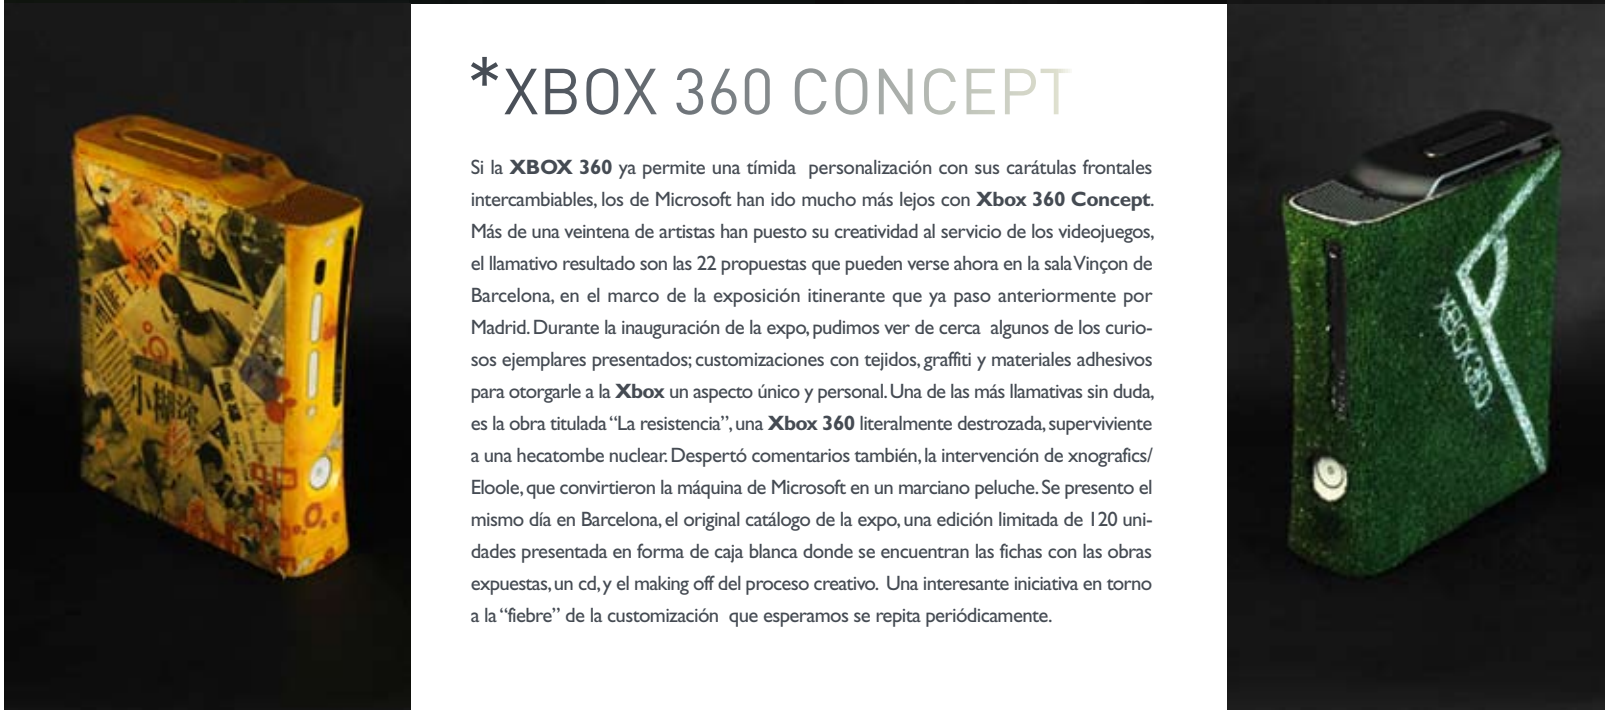 *XBOX 360 CONCEPT
Si la XBOX 360 ya permite una tímida personalización con sus carátulas frontales
intercambiables, los de Microsoft han ido mucho más lejos con Xbox 360 Concept.
Más de una veintena de artistas han puesto su creatividad al servicio de los videojuegos,
el llamativo resultado son las 22 propuestas que pueden verse ahora en la sala Vinçon de
Barcelona, en el marco de la exposición itinerante que ya paso anteriormente por
Madrid. Durante la inauguración de la expo, pudimos ver de cerca algunos de los curio-
sos ejemplares presentados; customizaciones con tejidos, graffiti y materiales adhesivos
para otorgarle a la Xbox un aspecto único y personal. Una de las más llamativas sin duda,
es la obra titulada “La resistencia”, una Xbox 360 literalmente destrozada, superviviente
a una hecatombe nuclear. Despertó comentarios también, la intervención de xnografics/
Eloole, que convirtieron la máquina de Microsoft en un marciano peluche. Se presento el
mismo día en Barcelona, el original catálogo de la expo, una edición limitada de 120 uni-
dades presentada en forma de caja blanca donde se encuentran las fichas con las obras
expuestas, un cd, y el making off del proceso creativo. Una interesante iniciativa en torno
a la “fiebre” de la customización que esperamos se repita periódicamente.
小糊涂
XBOX360